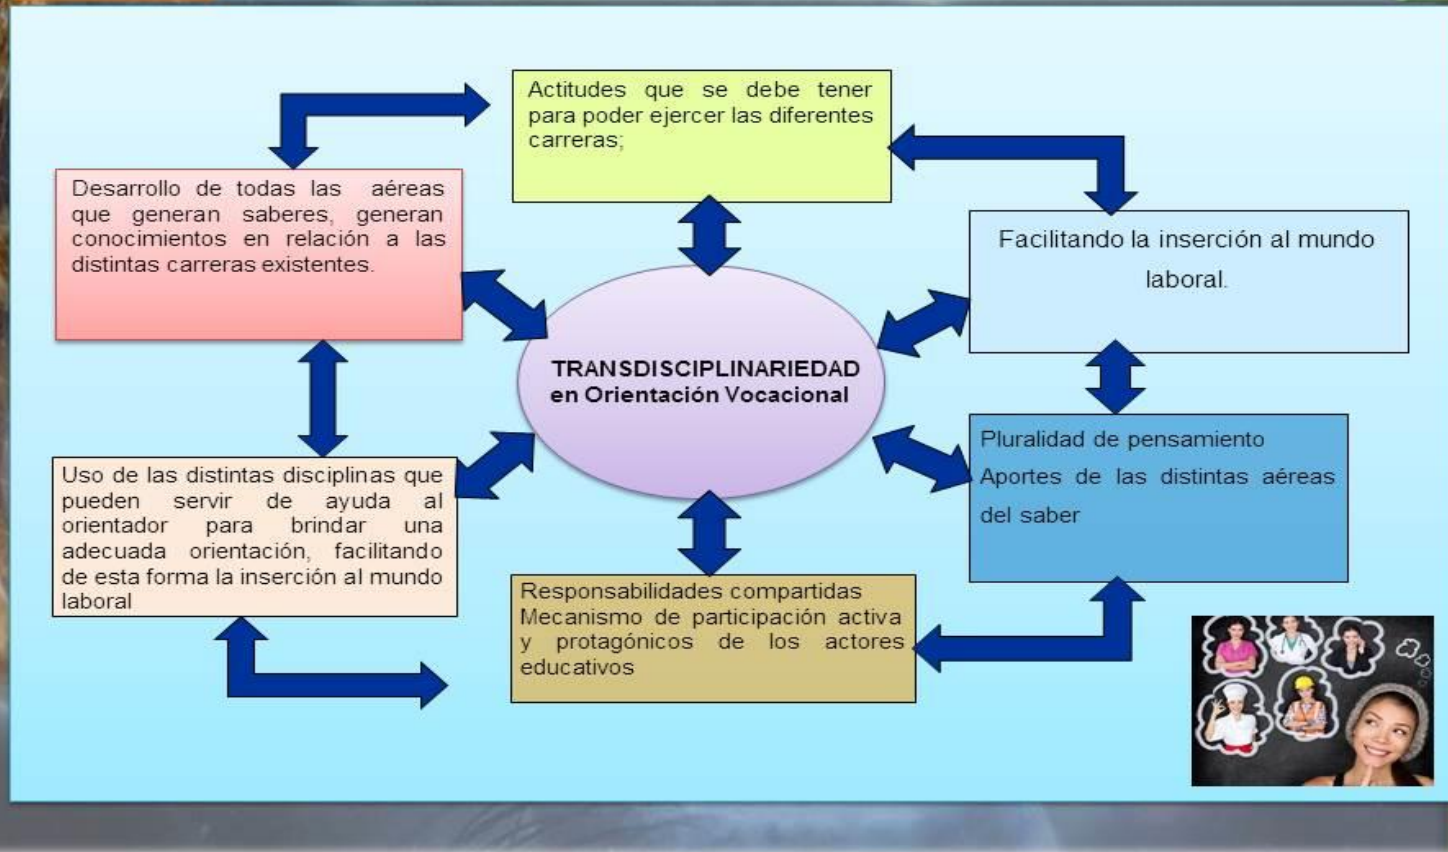 Actitudes que se debe tener
para poder ejercer las diferentes
carreras;
Desarrollo de todas las aéreas
que generan saberes, generan
conocimientos en relación a las
distintas carreras existentes.
Facilitando la inserción al mundo
laboral.
TRANSDISCIPLINARIEDAD
en Orientación Vocacional
Uso de las distintas disciplinas que
pueden servir de ayuda al
orientador para brindar una
adecuada orientación, facilitando
de esta forma la inserción al mundo
laboral
Pluralidad de pensamiento
Aportes de las distintas aéreas
del saber
Responsabilidades compartidas
Mecanismo de participación activa
y protagónicos de los actores
educativos